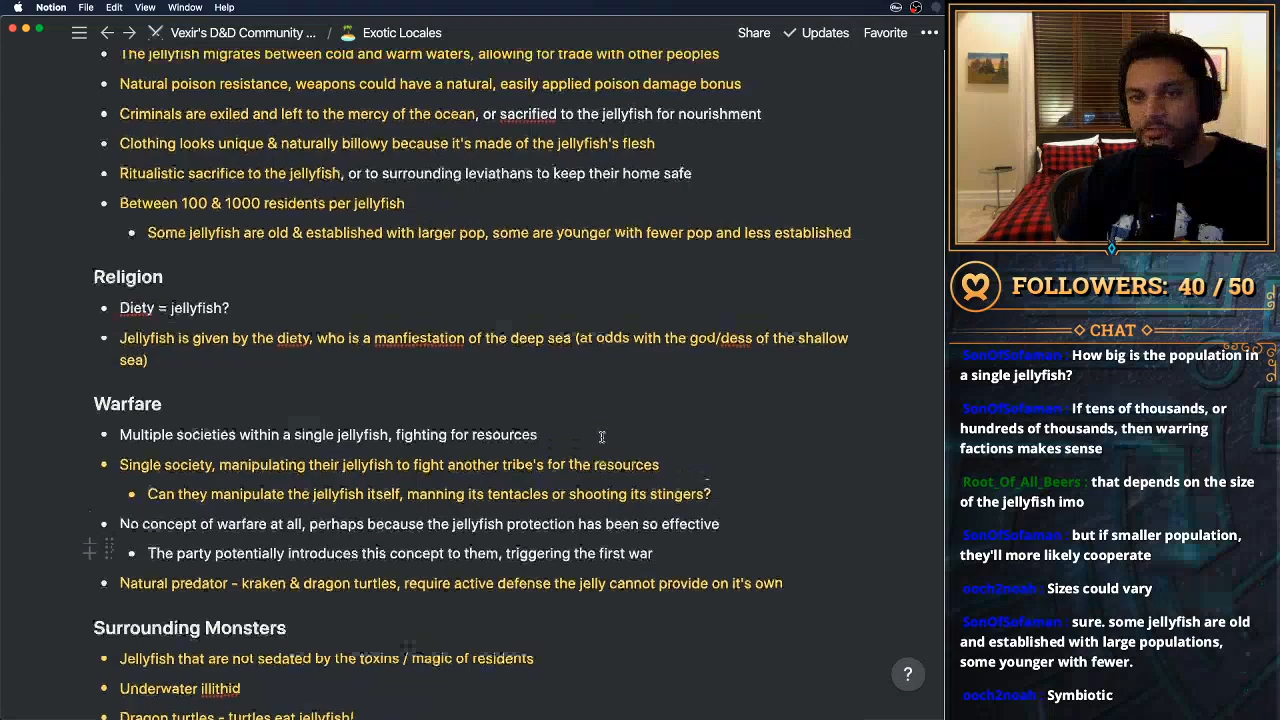 Notion File Edit View Window Help
Vexir's D&D Community ... / Exotic Locales Share Updates Favorite
The jellyfish migrates between cold and warm waters, allowing for trade with other peoples
Natural poison resistance, weapons could have a natural, easily applied poison damage bonus
Criminals are exiled and left to the mercy of the ocean, or sacrified to the jellyfish for nourishment
Clothing looks unique & naturally billowy because it's made of the jellyfish's flesh
Ritualistic sacrifice to the jellyfish, or to surrounding leviathans to keep their home safe
Between 100 & 1000 residents per jellyfish
Some jellyfish are old & established with larger pop, some are younger with fewer pop and less established
Religion
Diety = jellyfish?
Jellyfish is given by the diety, who is a manfiestation of the deep sea (at odds with the god/dess of the shallow
sea)
Warfare
Multiple societies within a single jellyfish, fighting for resources
Single society, manipulating their jellyfish to fight another tribe's for the resources
Can they manipulate the jellyfish itself, manning its tentacles or shooting its stingers?
No concept of warfare at all, perhaps because the jellyfish protection has been so effective
The party potentially introduces this concept to them, triggering the first war
Natural predator - kraken & dragon turtles, require active defense the jelly cannot provide on it's own
Surrounding Monsters
Jellyfish that are not sedated by the toxins / magic of residents
Underwater illithid
Dragon turtles - turtles eat jellyfish!
?
FOLLOWERS: 40 / 50
CHAT
SonOfSofaman : How big is the population in
a single jellyfish?
SonOfSofaman : If tens of thousands, or
hundreds of thousands, then warring
factions makes sense
Root_Of_All_Beers : that depends on the size
of the jellyfish imo
SonOfSofaman : but if smaller population,
they'll more likely cooperate
ooch2noah : Sizes could vary
SonOfSofaman : sure. some jellyfish are old
and established with large populations,
some younger with fewer.
ooch2noah : Symbiotic